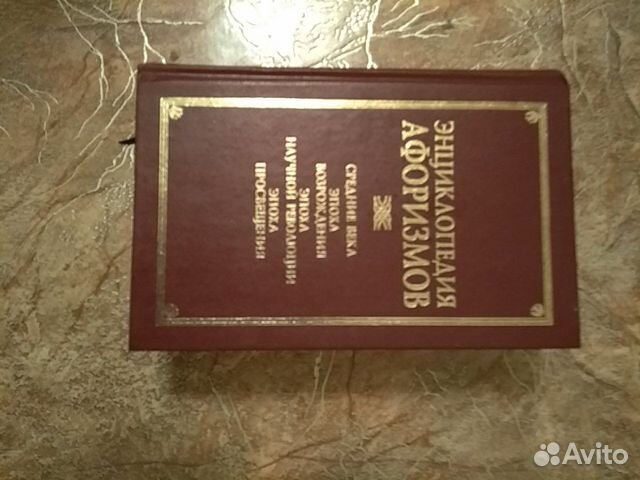 ЭНЦИКЛОПЕДИЯ
АФОРИЗМОВ
СРЕДНИЕ ВЕКА
ЭПОХА
ВОЗРОЖДЕНИЯ
ЭПОХА
НАУЧНОЙ РЕВОЛЮЦИИ
ЭПОХА
ПРОСВЕЩЕНИЯ
Avito